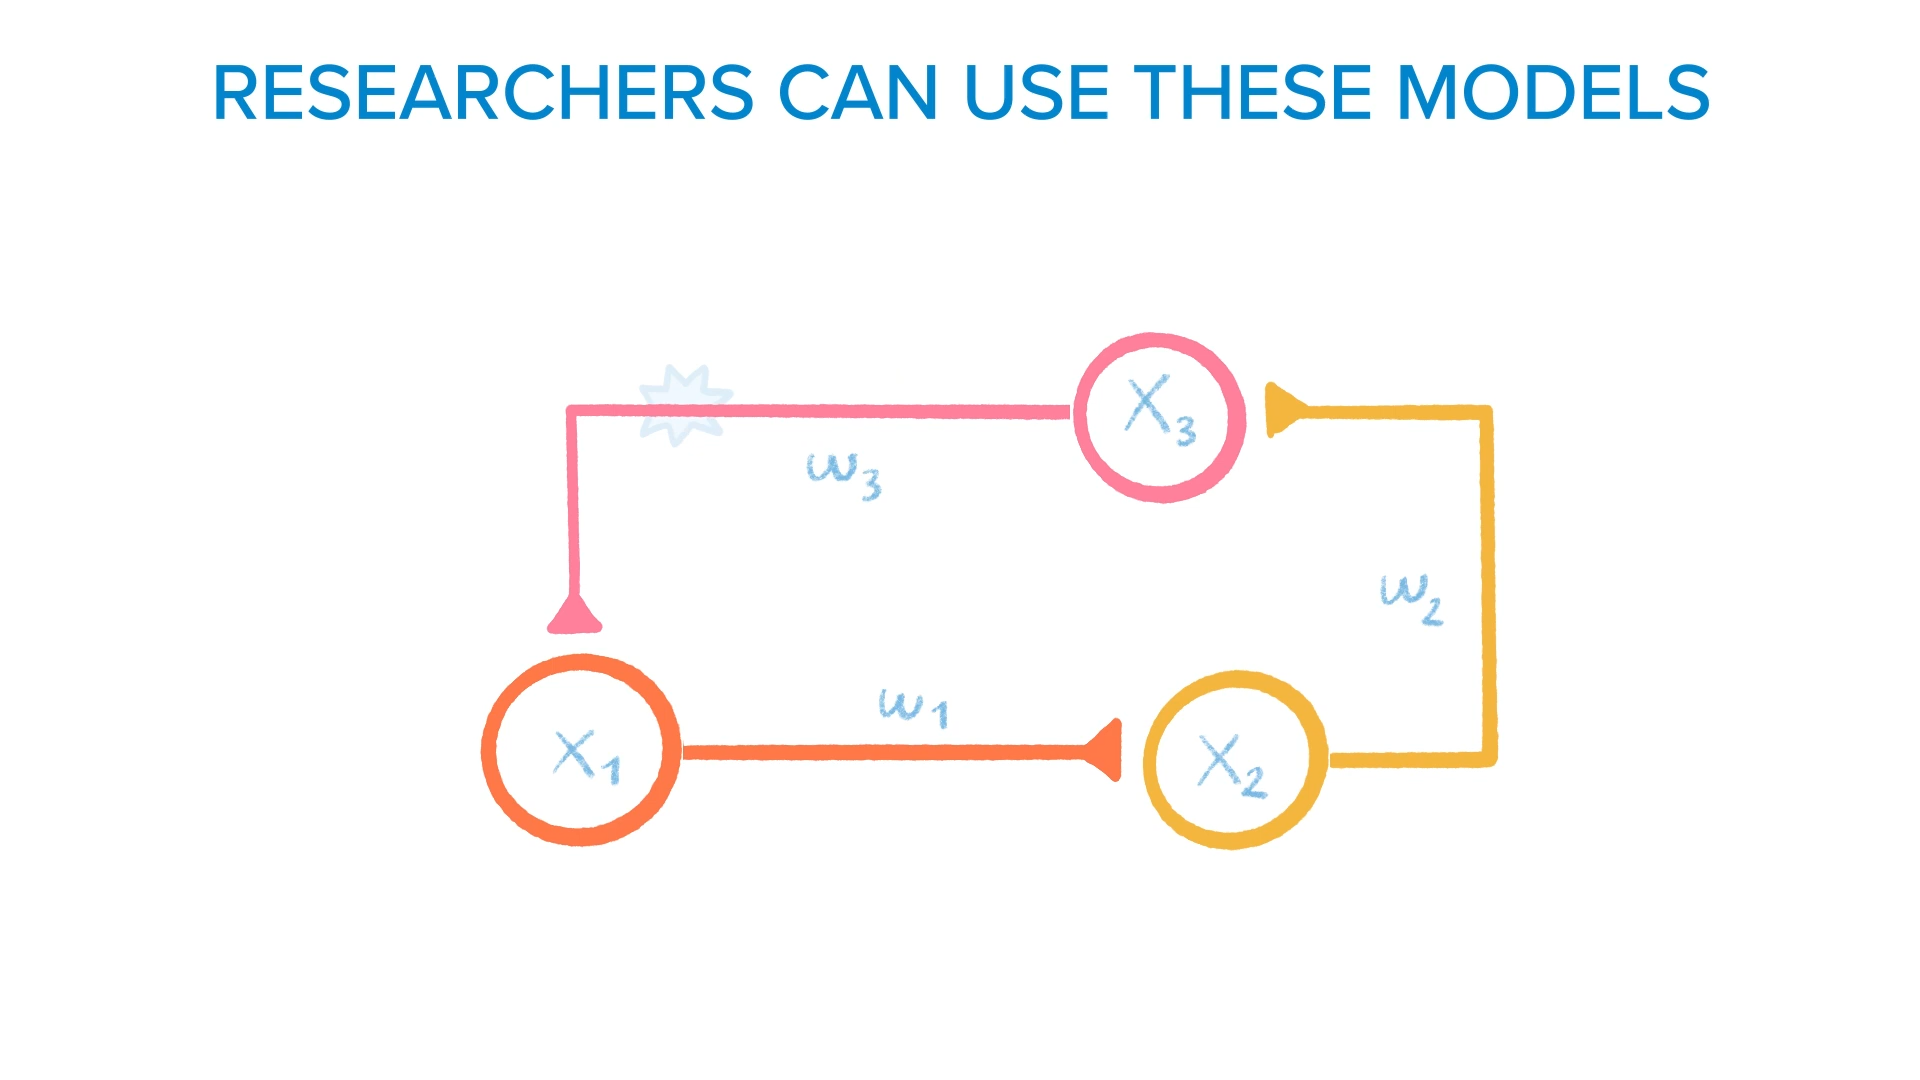 RESEARCHERS CAN USE THESE MODELS
X₃
w₃
w₂
w₁
X₁
X₂